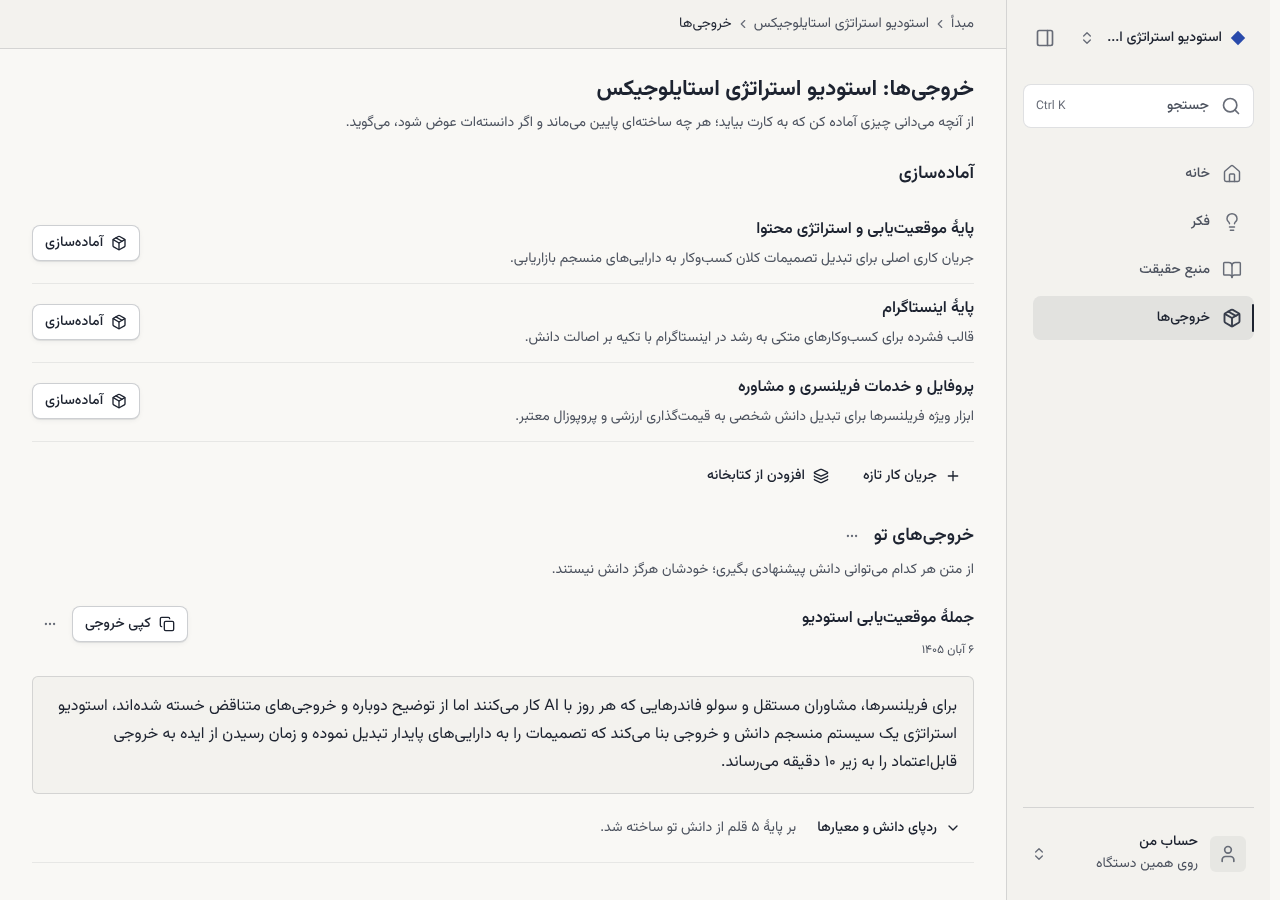 استودیو استراتژی ا...
جستجو
Ctrl K
خانه
فکر
منبع حقیقت
خروجی‌ها
حساب من
روی همین دستگاه
مبدأ
استودیو استراتژی استایلوجیکس
خروجی‌ها
خروجی‌ها: استودیو استراتژی استایلوجیکس
از آنچه می‌دانی چیزی آماده کن که به کارت بیاید؛ هر چه ساخته‌ای پایین می‌ماند و اگر دانسته‌ات عوض شود، می‌گوید.
آماده‌سازی
پایهٔ موقعیت‌یابی و استراتژی محتوا
جریان کاری اصلی برای تبدیل تصمیمات کلان کسب‌وکار به دارایی‌های منسجم بازاریابی.
آماده‌سازی
پایهٔ اینستاگرام
قالب فشرده برای کسب‌وکارهای متکی به رشد در اینستاگرام با تکیه بر اصالت دانش.
آماده‌سازی
پروفایل و خدمات فریلنسری و مشاوره
ابزار ویژه فریلنسرها برای تبدیل دانش شخصی به قیمت‌گذاری ارزشی و پروپوزال معتبر.
آماده‌سازی
جریان کار تازه
افزودن از کتابخانه
خروجی‌های تو
...
از متن هر کدام می‌توانی دانش پیشنهادی بگیری؛ خودشان هرگز دانش نیستند.
جملهٔ موقعیت‌یابی استودیو
۶ آبان ۱۴۰۵
کپی خروجی
...
برای فریلنسرها، مشاوران مستقل و سولو فاندرهایی که هر روز با AI کار می‌کنند اما از توضیح دوباره و خروجی‌های متناقض خسته شده‌اند، استودیو
استراتژی یک سیستم منسجم دانش و خروجی بنا می‌کند که تصمیمات را به دارایی‌های پایدار تبدیل نموده و زمان رسیدن از ایده به خروجی
قابل‌اعتماد را به زیر ۱۰ دقیقه می‌رساند.
ردپای دانش و معیارها
بر پایهٔ ۵ قلم از دانش تو ساخته شد.